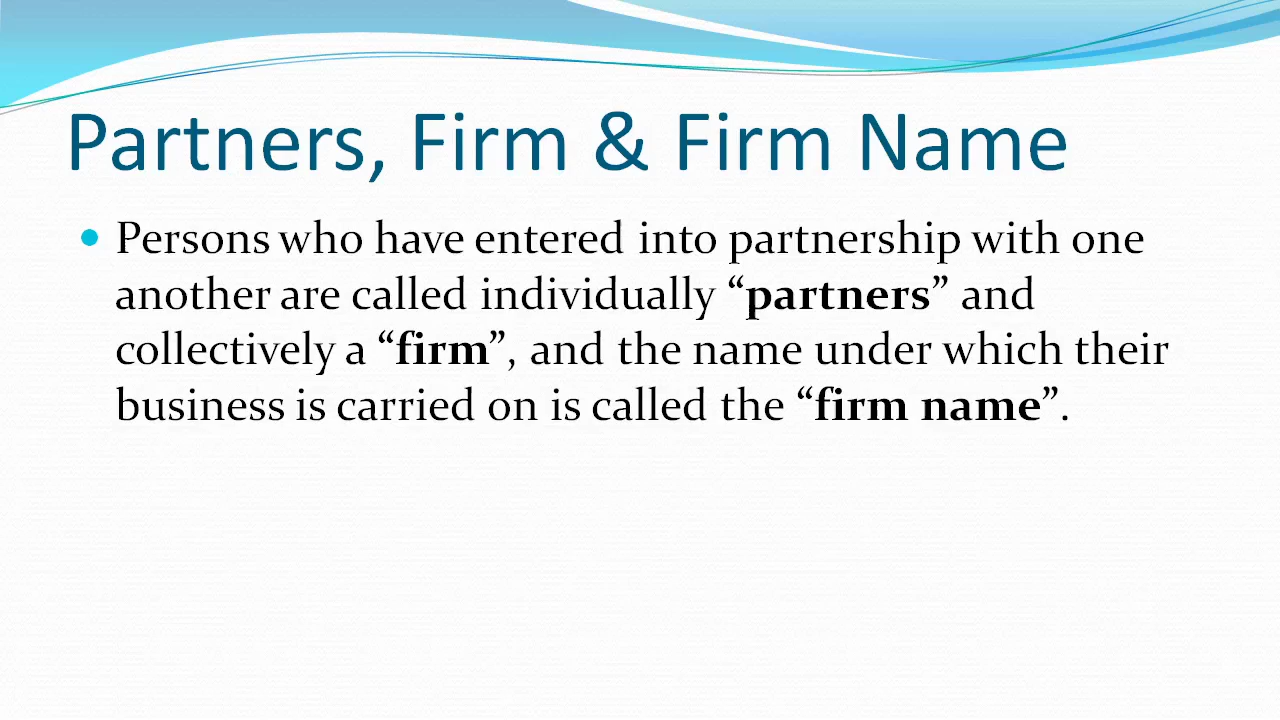 Partners, Firm & Firm Name
Persons who have entered into partnership with one
another are called individually “partners” and
collectively a “firm”, and the name under which their
business is carried on is called the “firm name”.